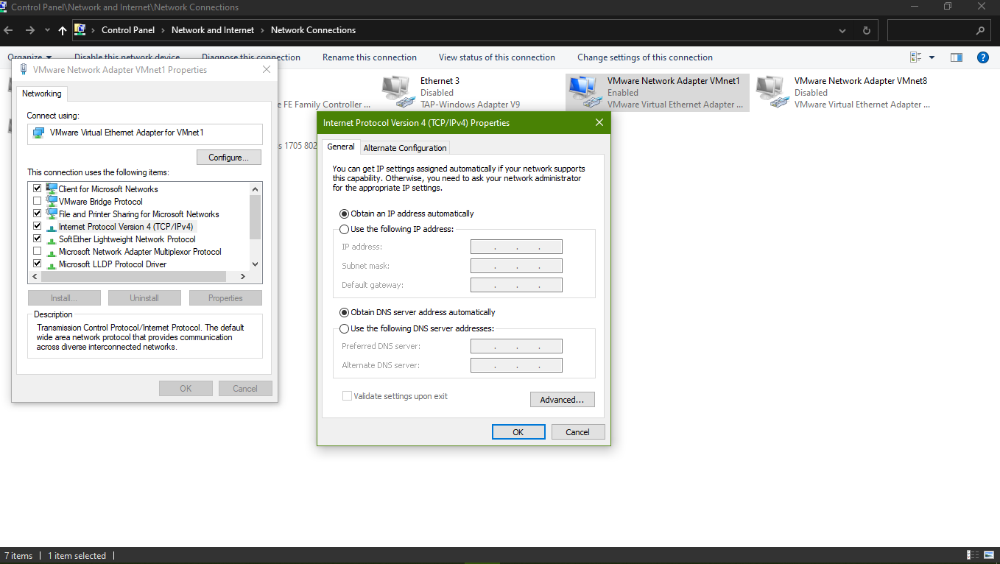 Control Panel\Network and Internet\Network Connections
Control Panel > Network and Internet > Network Connections
Organize Disable this network device Diagnose this connection Rename this connection View status of this connection Change settings of this connection
VMware Network Adapter VMnet1 Properties
Networking
Connect using:
VMware Virtual Ethernet Adapter for VMnet1
Configure...
This connection uses the following items:
Client for Microsoft Networks
VMware Bridge Protocol
File and Printer Sharing for Microsoft Networks
Internet Protocol Version 4 (TCP/IPv4)
SoftEther Lightweight Network Protocol
Microsoft Network Adapter Multiplexor Protocol
Microsoft LLDP Protocol Driver
Install... Uninstall Properties
Description
Transmission Control Protocol/Internet Protocol. The default
wide area network protocol that provides communication
across diverse interconnected networks.
OK Cancel
e FE Family Controller ...
s 1705 802
Ethernet 3
Disabled
TAP-Windows Adapter V9
VMware Network Adapter VMnet1
Enabled
VMware Virtual Ethernet Adapter ...
VMware Network Adapter VMnet8
Disabled
VMware Virtual Ethernet Adapter ...
Internet Protocol Version 4 (TCP/IPv4) Properties
General Alternate Configuration
You can get IP settings assigned automatically if your network supports
this capability. Otherwise, you need to ask your network administrator
for the appropriate IP settings.
Obtain an IP address automatically
Use the following IP address:
IP address: . . .
Subnet mask: . . .
Default gateway: . . .
Obtain DNS server address automatically
Use the following DNS server addresses:
Preferred DNS server: . . .
Alternate DNS server: . . .
Validate settings upon exit
Advanced...
OK Cancel
7 items 1 item selected